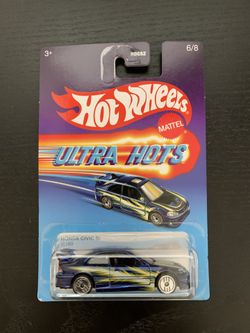 3+
6/8
Hot Wheels
MATTEL
ULTRA HOTS
HONDA CIVIC Si